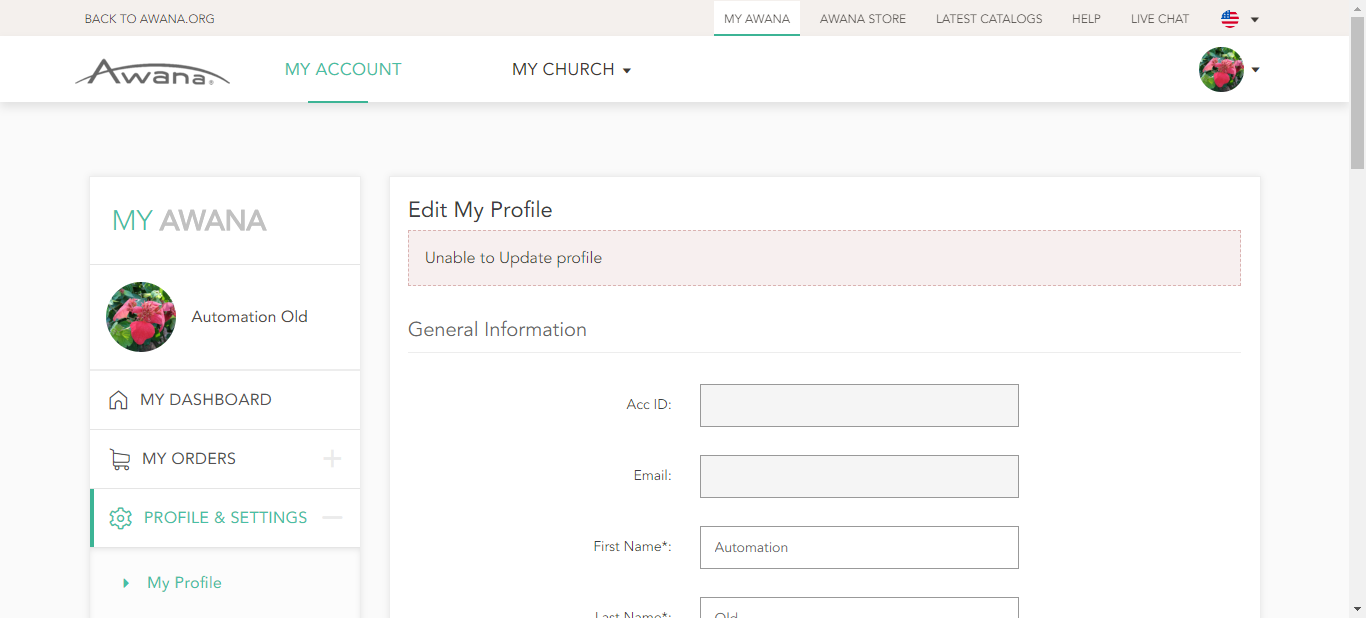 BACK TO AWANA.ORG
MY AWANA
AWANA STORE
LATEST CATALOGS
HELP
LIVE CHAT
Awana®
MY ACCOUNT
MY CHURCH
MY AWANA
Automation Old
MY DASHBOARD
MY ORDERS
PROFILE & SETTINGS
My Profile
Edit My Profile
Unable to Update profile
General Information
Acc ID:
Email:
First Name*:
Automation
Last Name*:
Old